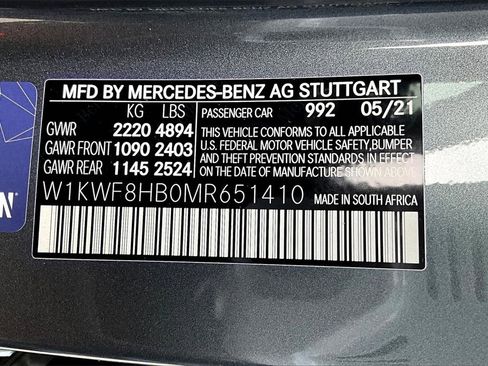 MFD BY MERCEDES-BENZ AG STUTTGART
KG LBS PASSENGER CAR 992 05/21
GWR 2220 4894
GAWR FRONT 1090 2403
GAWR REAR 1145 2524
THIS VEHICLE CONFORMS TO ALL APPLICABLE
U.S. FEDERAL MOTOR VEHICLE SAFETY,BUMPER
AND THEFT PREVENTION STANDARDS IN EFFECT
ON THE DATE OF MANUFACTURE SHOWN ABOVE.
W1KWF8HB0MR651410
MADE IN SOUTH AFRICA